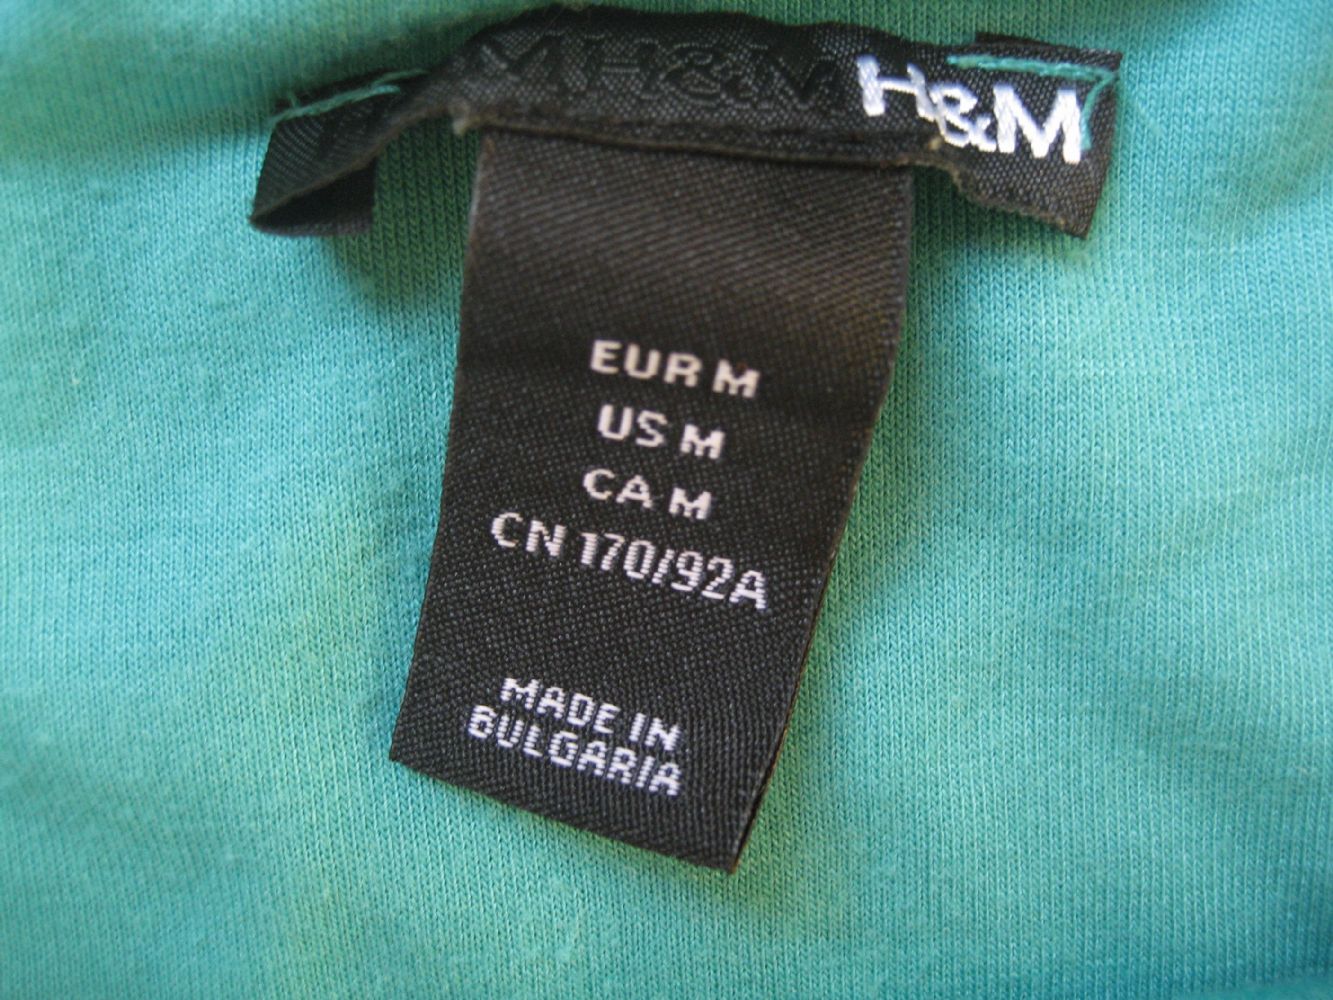 M H&M H&M
EUR M
US M
CA M
CN 170/92A
MADE IN
BULGARIA